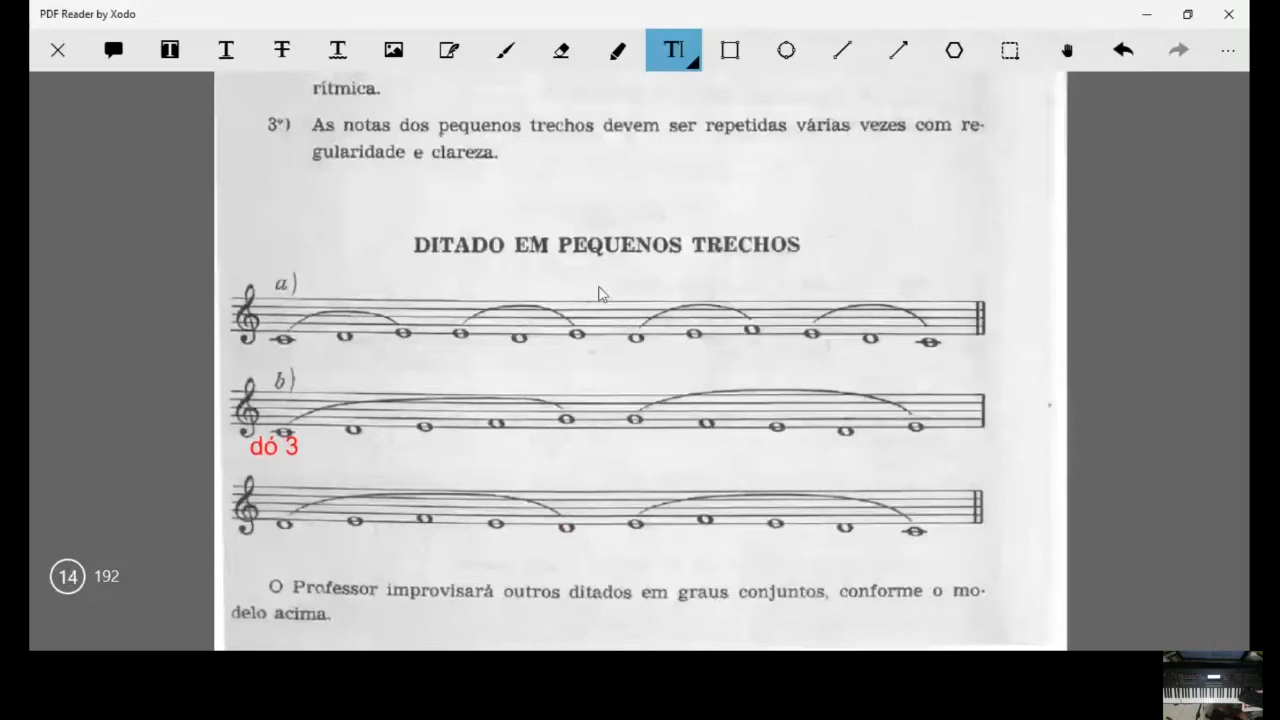 PDF Reader by Xodo
rítmica.
3º) As notas dos pequenos trechos devem ser repetidas várias vezes com re-
gularidade e clareza.
DITADO EM PEQUENOS TRECHOS
a)
b)
dó 3
14 192
O Professor improvisará outros ditados em graus conjuntos, conforme o mo-
delo acima.